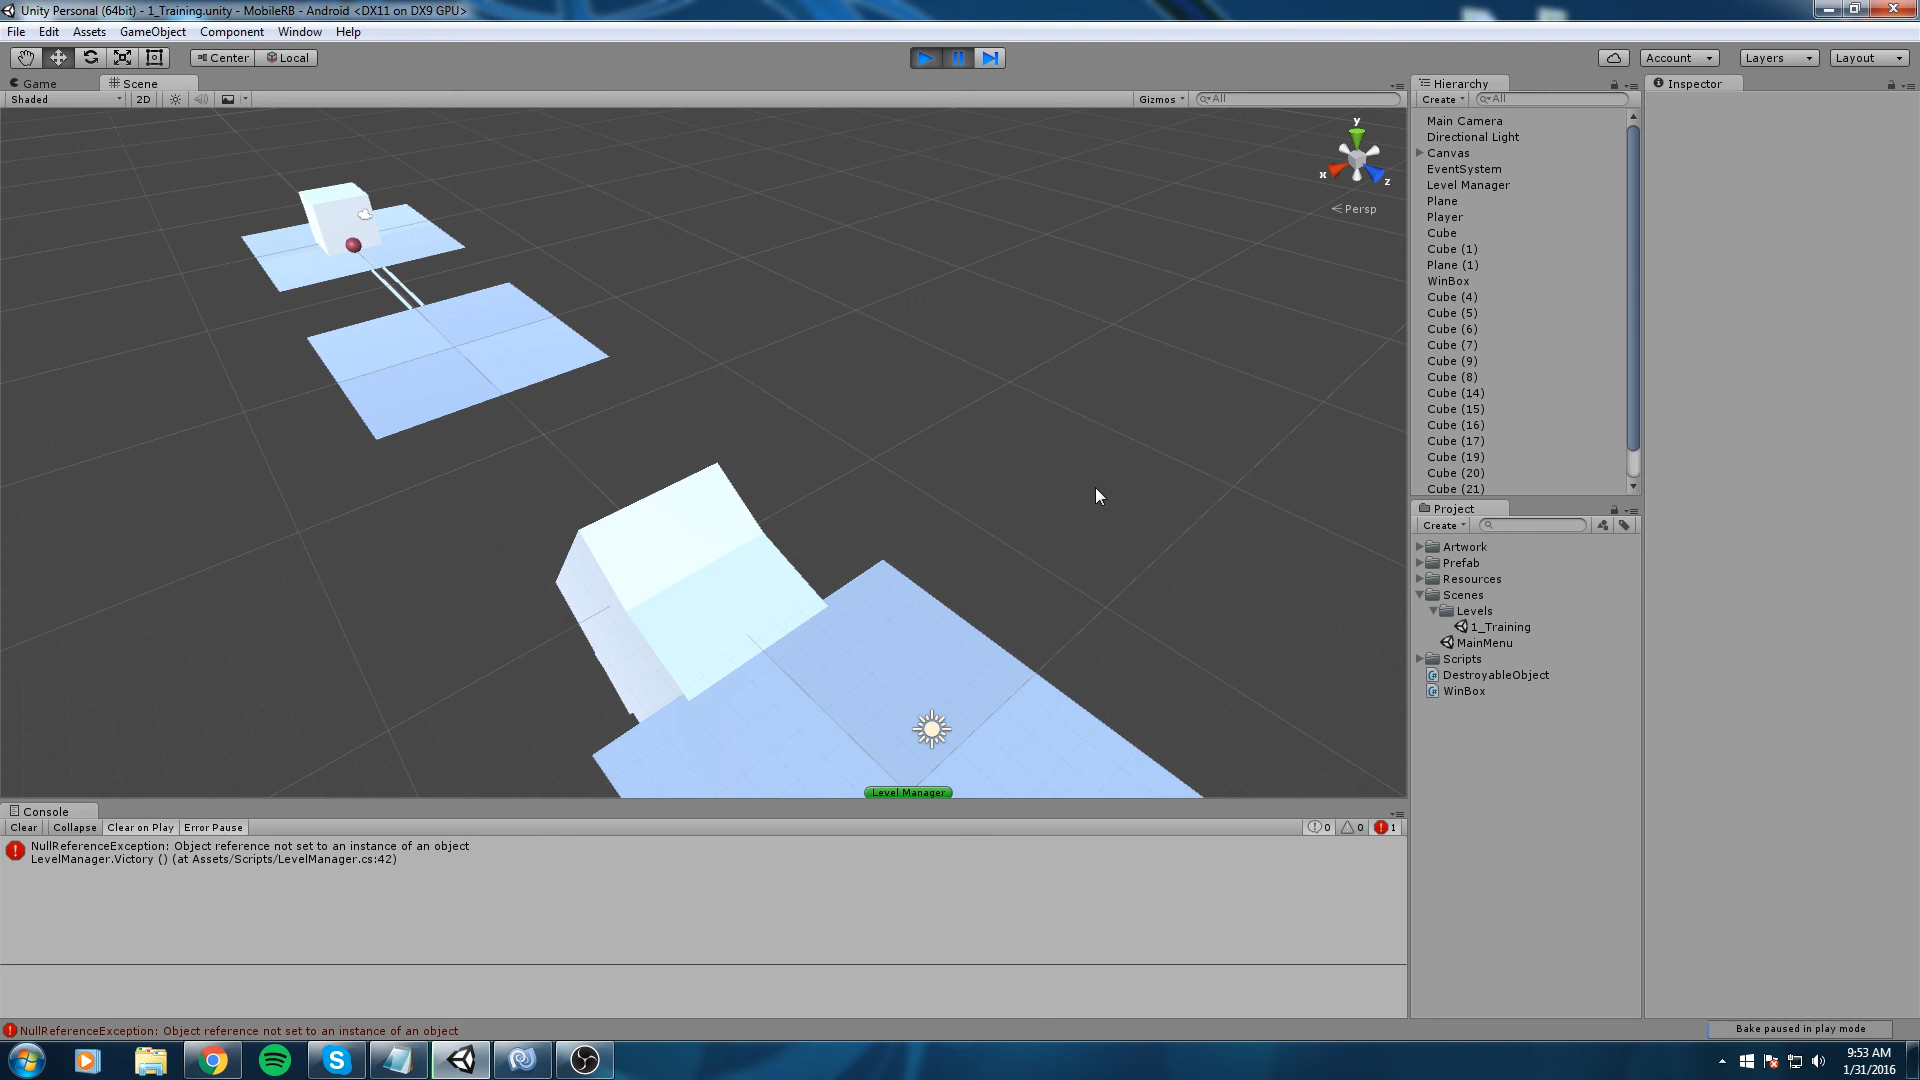 Unity Personal (64bit) - 1_Training.unity - MobileRB - Android <DX11 on DX9 GPU>
File Edit Assets GameObject Component Window Help
Center Local Account Layers Layout
Game Scene
Shaded 2D Gizmos All
y
x
z
Persp
Level Manager
Hierarchy
Create All
Main Camera
Directional Light
Canvas
EventSystem
Level Manager
Plane
Player
Cube
Cube (1)
Plane (1)
WinBox
Cube (4)
Cube (5)
Cube (6)
Cube (7)
Cube (9)
Cube (8)
Cube (14)
Cube (15)
Cube (16)
Cube (17)
Cube (19)
Cube (20)
Cube (21)
Project
Create
Artwork
Prefab
Resources
Scenes
Levels
1_Training
MainMenu
Scripts
DestroyableObject
WinBox
Inspector
Console
Clear Collapse Clear on Play Error Pause 0 0 1
NullReferenceException: Object reference not set to an instance of an object
LevelManager.Victory () (at Assets/Scripts/LevelManager.cs:42)
NullReferenceException: Object reference not set to an instance of an object
Bake paused in play mode
9:53 AM
1/31/2016